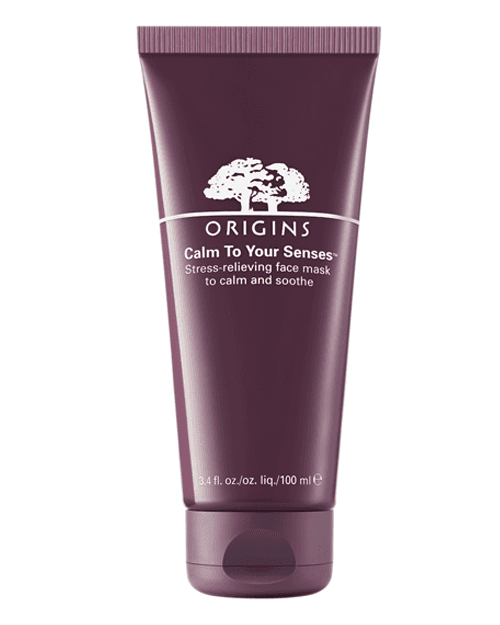 ORIGINS
Calm To Your Senses™
Stress-relieving face mask
to calm and soothe
3.4 fl. oz./oz. liq./100 ml ℮